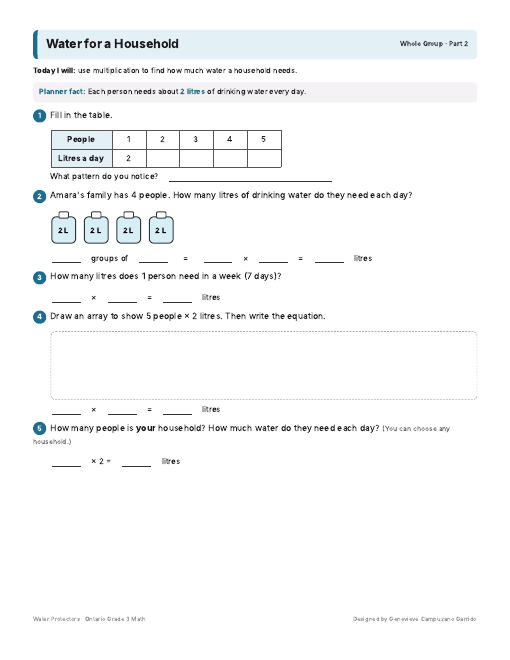 Water for a Household
Whole Group · Part 2
Today I will: use multiplication to find how much water a household needs.
Planner fact: Each person needs about 2 litres of drinking water every day.
1 Fill in the table.
People 1 2 3 4 5
Litres a day 2
What pattern do you notice?
2 Amara's family has 4 people. How many litres of drinking water do they need each day?
2 L 2 L 2 L 2 L
groups of = × = litres
3 How many litres does 1 person need in a week (7 days)?
× = litres
4 Draw an array to show 5 people × 2 litres. Then write the equation.
× = litres
5 How many people is your household? How much water do they need each day? (You can choose any
household.)
× 2 = litres
Water Protectors · Ontario Grade 3 Math
Designed by Genevieve Campuzano Garrido